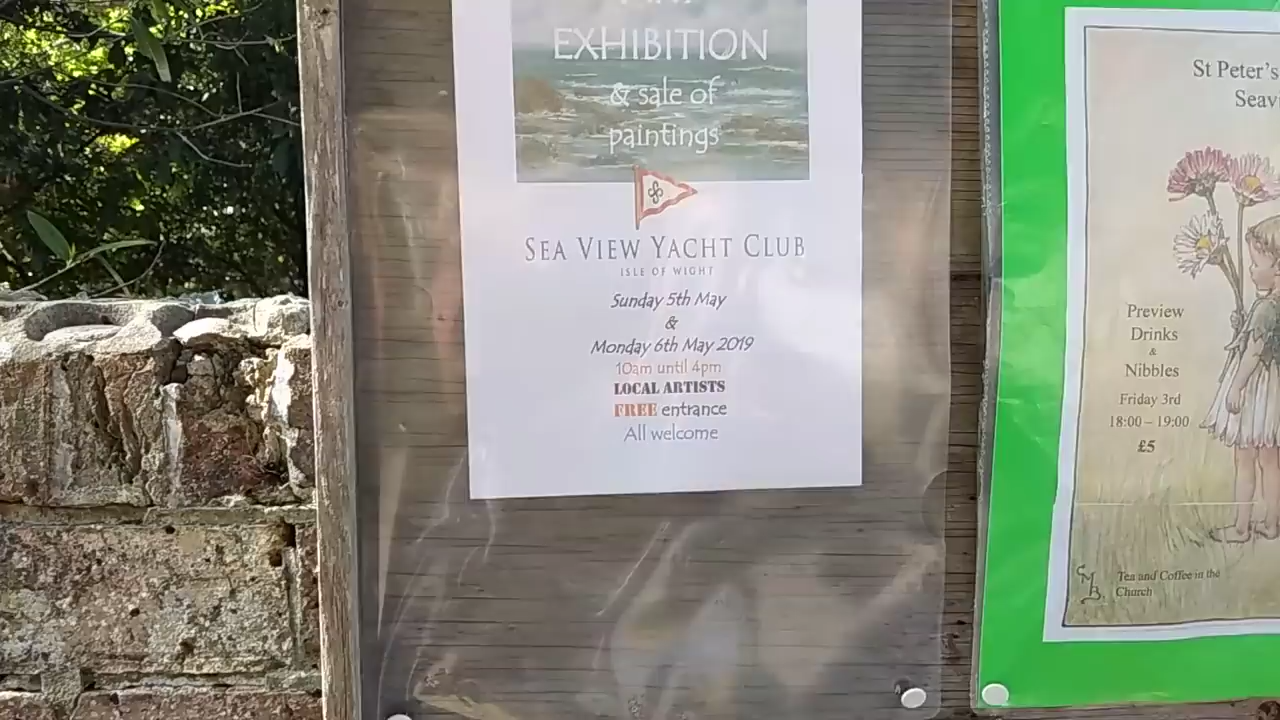 EXHIBITION
& sale of
paintings
SEA VIEW YACHT CLUB
ISLE OF WIGHT
Sunday 5th May
&
Monday 6th May 2019
10am until 4pm
LOCAL ARTISTS
FREE entrance
All welcome
St Peter's
Preview
Drinks
&
Nibbles
Friday 3rd
18:00 – 19:00
£5
CMB
Tea and Coffee in the
Church